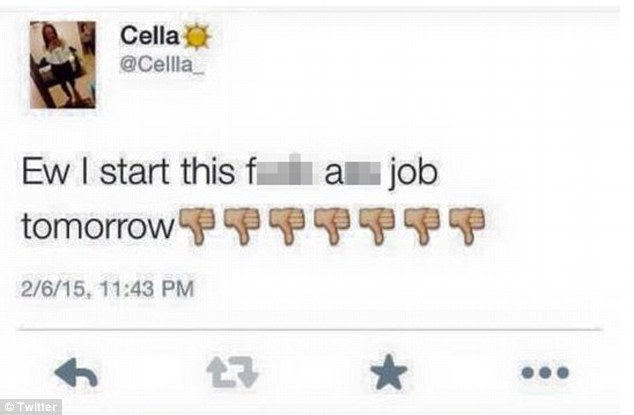 Cella
@Cellla_
Ew I start this f a job
tomorrow
2/6/15, 11:43 PM
© Twitter